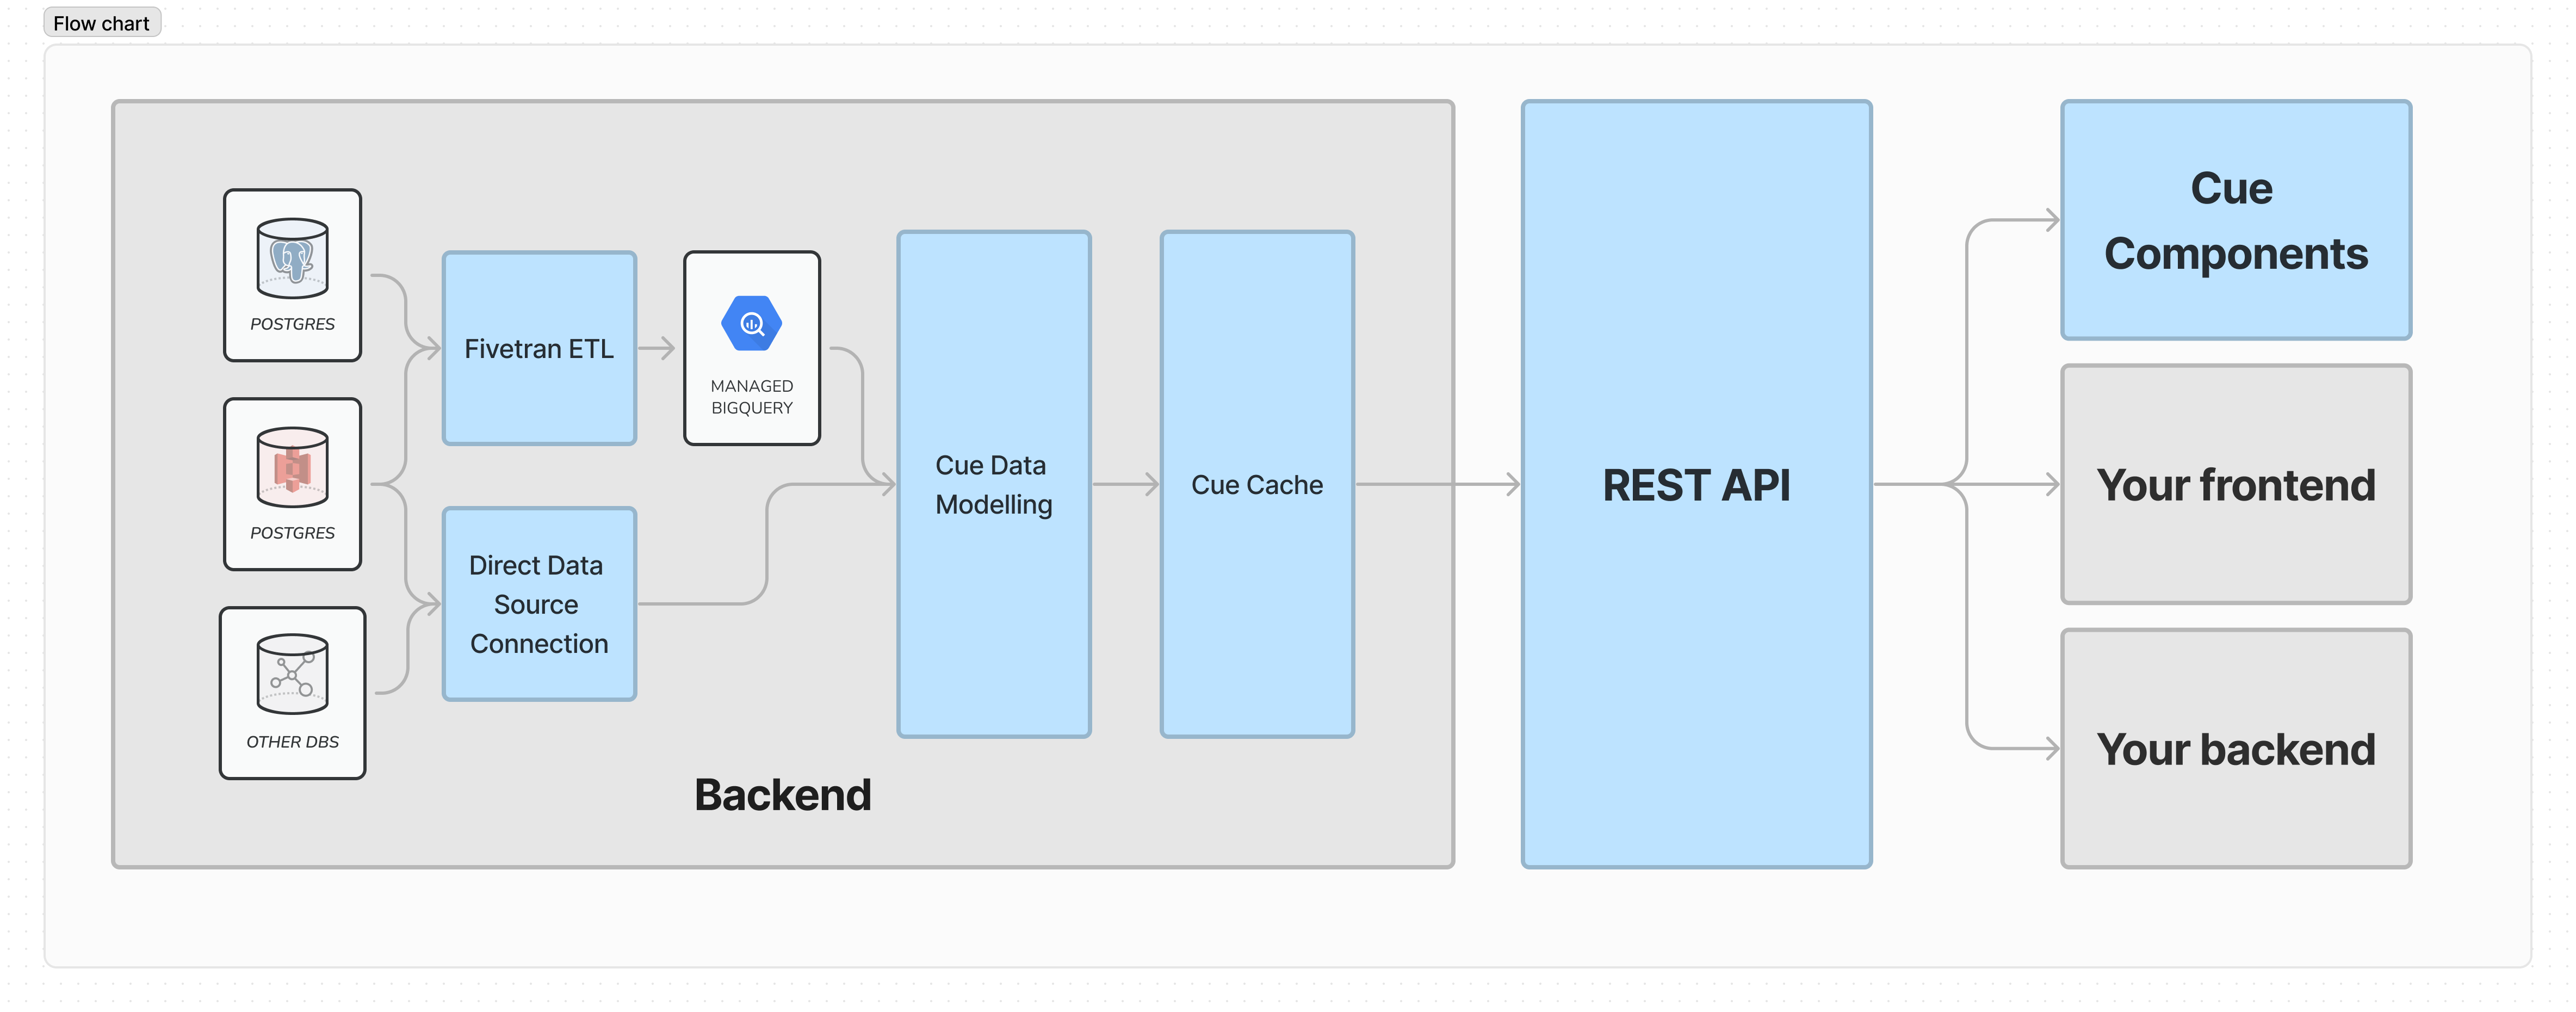 Flow chart
POSTGRES
POSTGRES
OTHER DBS
Fivetran ETL
Direct Data
Source
Connection
MANAGED
BIGQUERY
Cue Data
Modelling
Cue Cache
Backend
REST API
Cue
Components
Your frontend
Your backend